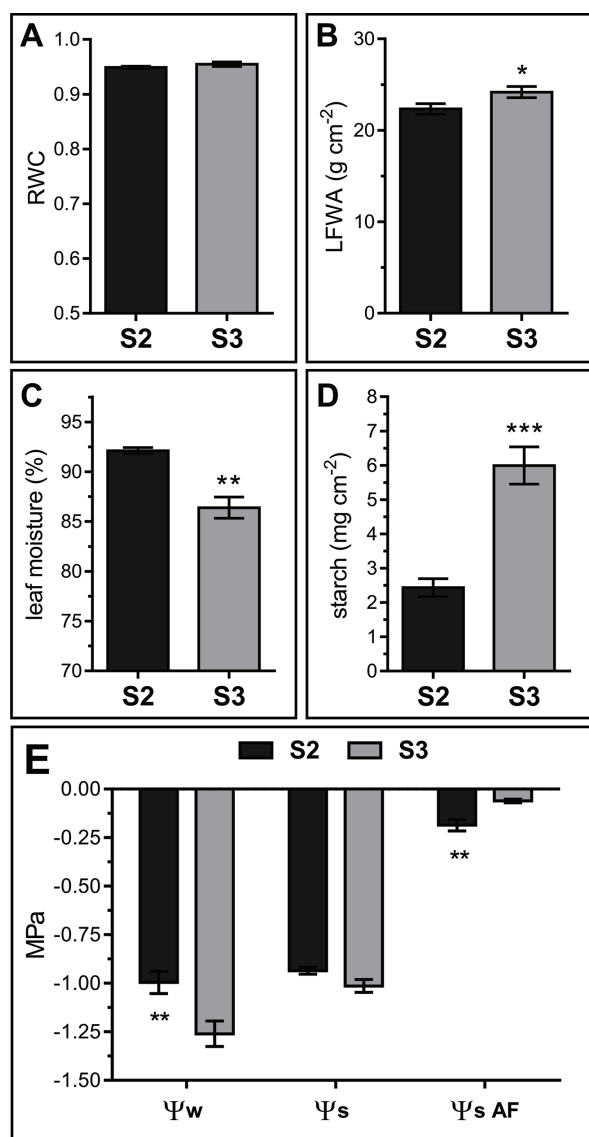 A
RWC
1.0
0.9
0.8
0.7
0.6
0.5
S2 S3
B
LFWA (g cm⁻²)
30
20
10
0
*
S2 S3
C
leaf moisture (%)
95
90
85
80
75
70
**
S2 S3
D
starch (mg cm⁻²)
8
7
6
5
4
3
2
1
0
***
S2 S3
E
S2 S3
MPa
0.00
-0.25
-0.50
-0.75
-1.00
-1.25
-1.50
**
**
Ψw Ψs Ψs AF